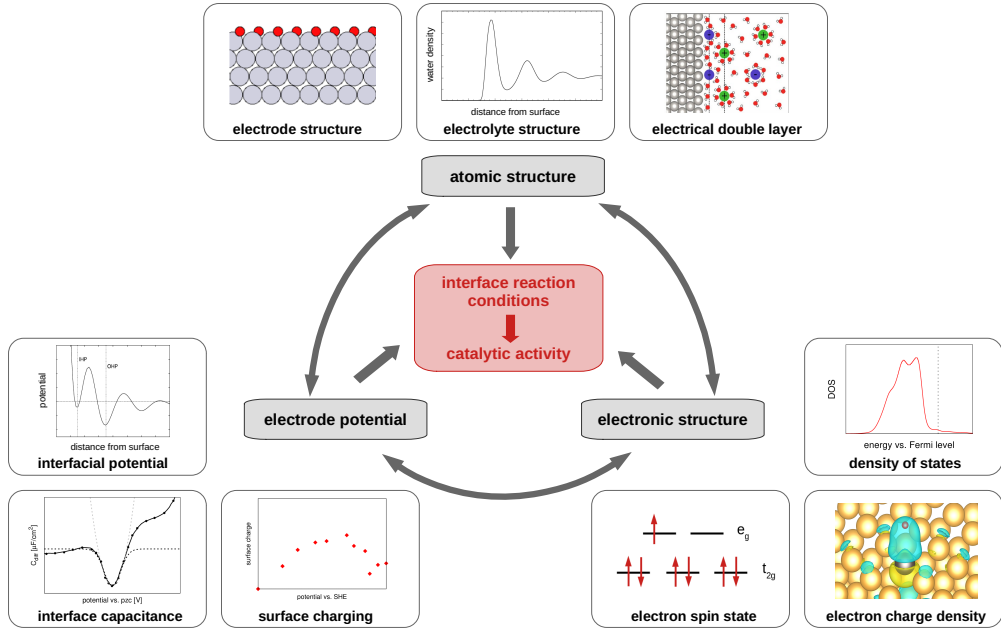 water density
distance from surface
electrode structure
electrolyte structure
electrical double layer
atomic structure
interface reaction
conditions
catalytic activity
electrode potential
electronic structure
potential
IHP
OHP
distance from surface
interfacial potential
DOS
energy vs. Fermi level
density of states
Cdiff [µF/cm²]
potential vs. pzc [V]
interface capacitance
surface charge
potential vs. SHE
surface charging
eg
t2g
electron spin state
electron charge density